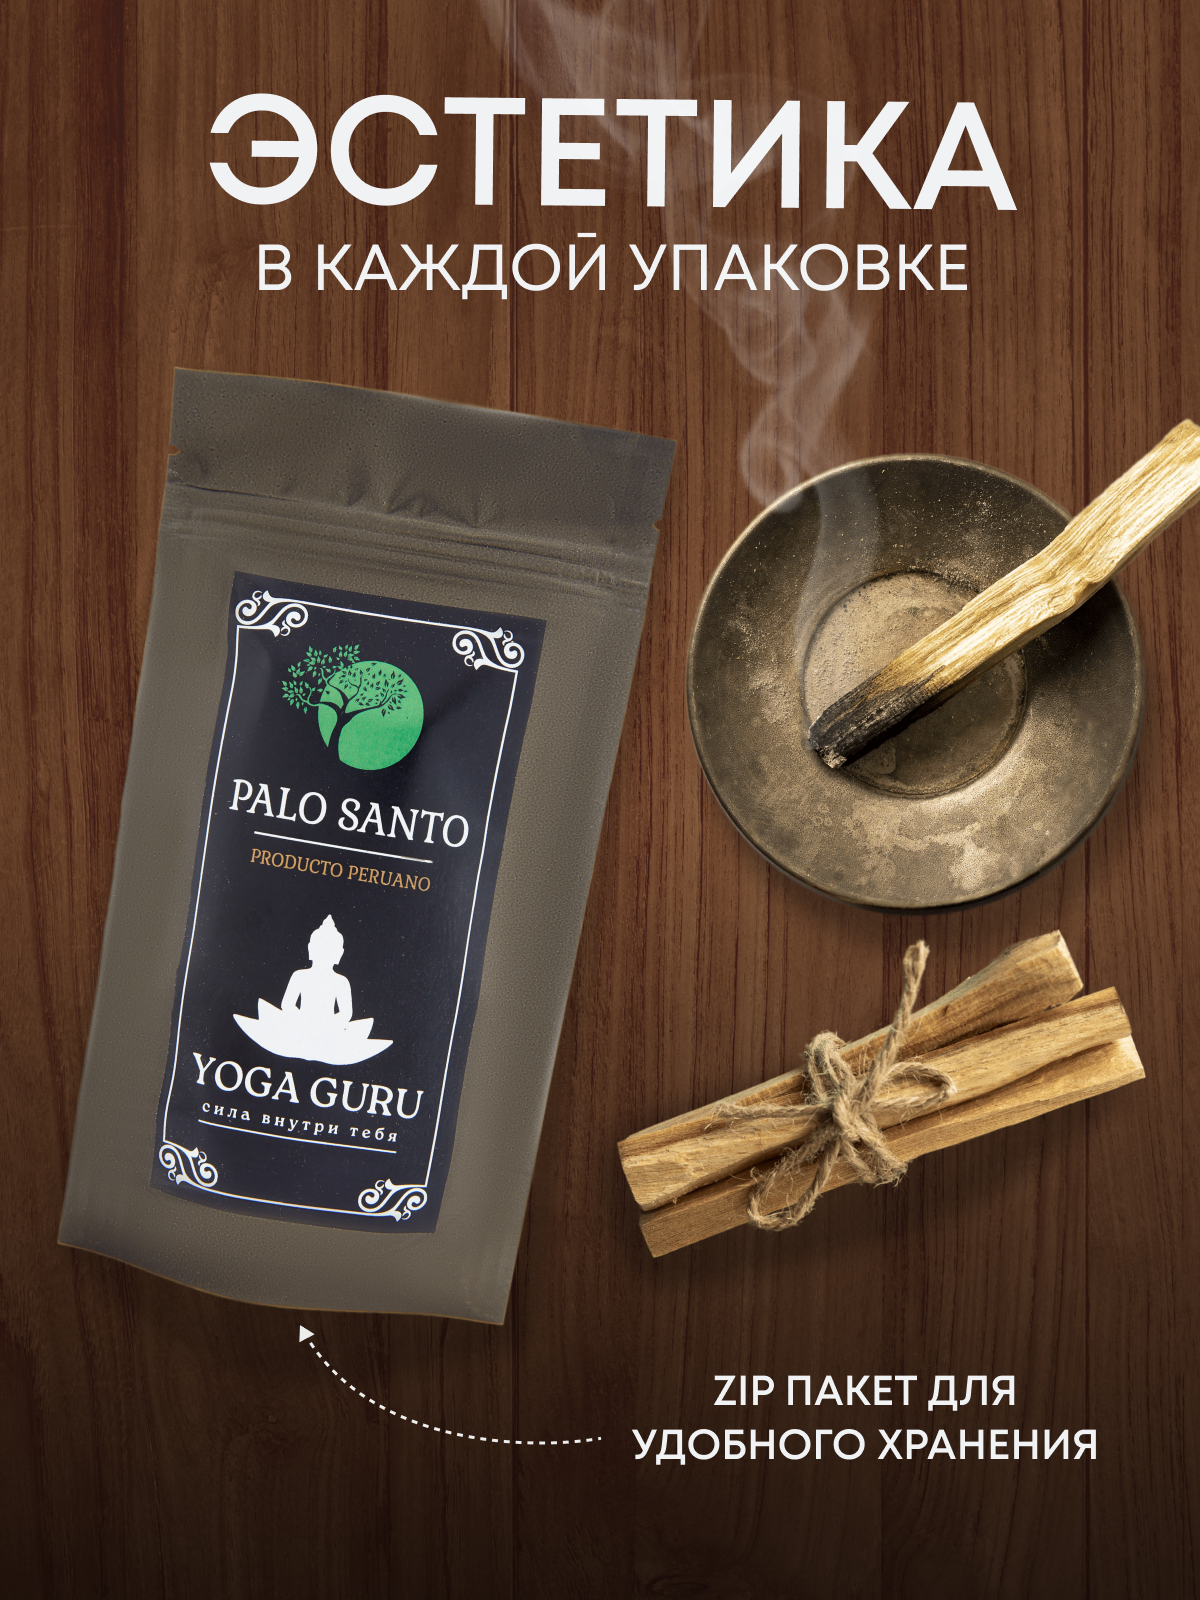 ЭСТЕТИКА
В КАЖДОЙ УПАКОВКЕ
PALO SANTO
PRODUCTO PERUANO
YOGA GURU
сила внутри тебя
ZIP ПАКЕТ ДЛЯ
УДОБНОГО ХРАНЕНИЯ